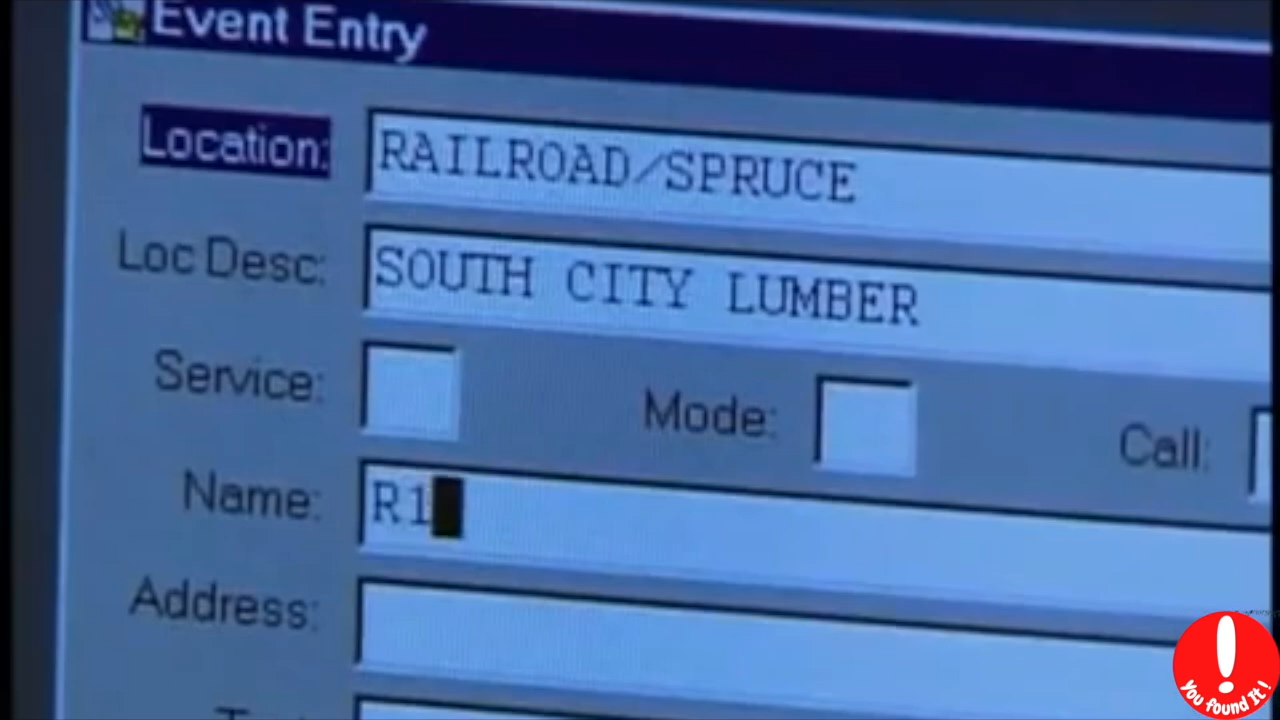 Event Entry
Location: RAILROAD/SPRUCE
Loc Desc: SOUTH CITY LUMBER
Service: Mode: Call:
Name: R1
Address:
You found It!